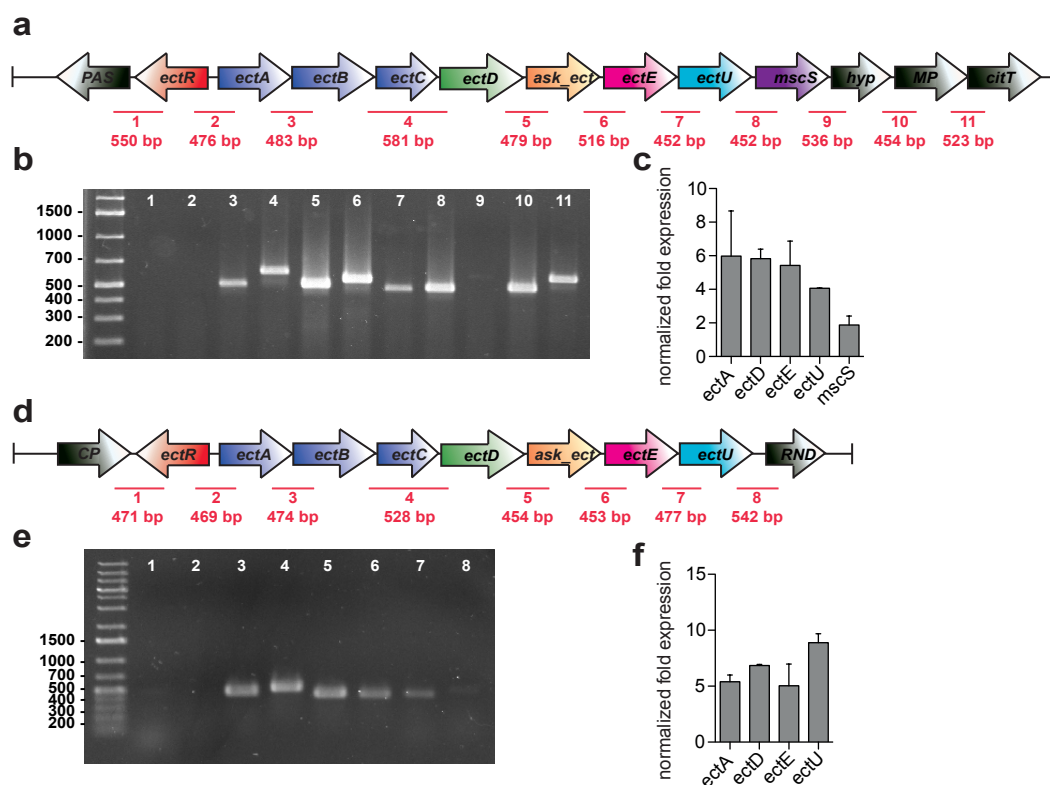 a
PAS ectR ectA ectB ectC ectD ask_ect ectE ectU mscS hyp MP citT
1 2 3 4 5 6 7 8 9 10 11
550 bp 476 bp 483 bp 581 bp 479 bp 516 bp 452 bp 452 bp 536 bp 454 bp 523 bp
b
1 2 3 4 5 6 7 8 9 10 11
1500 -
1000 -
700 -
500 -
400 -
300 -
200 -
c
normalized fold expression
10
8
6
4
2
0
ectA ectD ectE ectU mscS
d
CP ectR ectA ectB ectC ectD ask_ect ectE ectU RND
1 2 3 4 5 6 7 8
471 bp 469 bp 474 bp 528 bp 454 bp 453 bp 477 bp 542 bp
e
1 2 3 4 5 6 7 8
1500 -
1000 -
700 -
500 -
400 -
300 -
200 -
f
normalized fold expression
15
10
5
0
ectA ectD ectE ectU